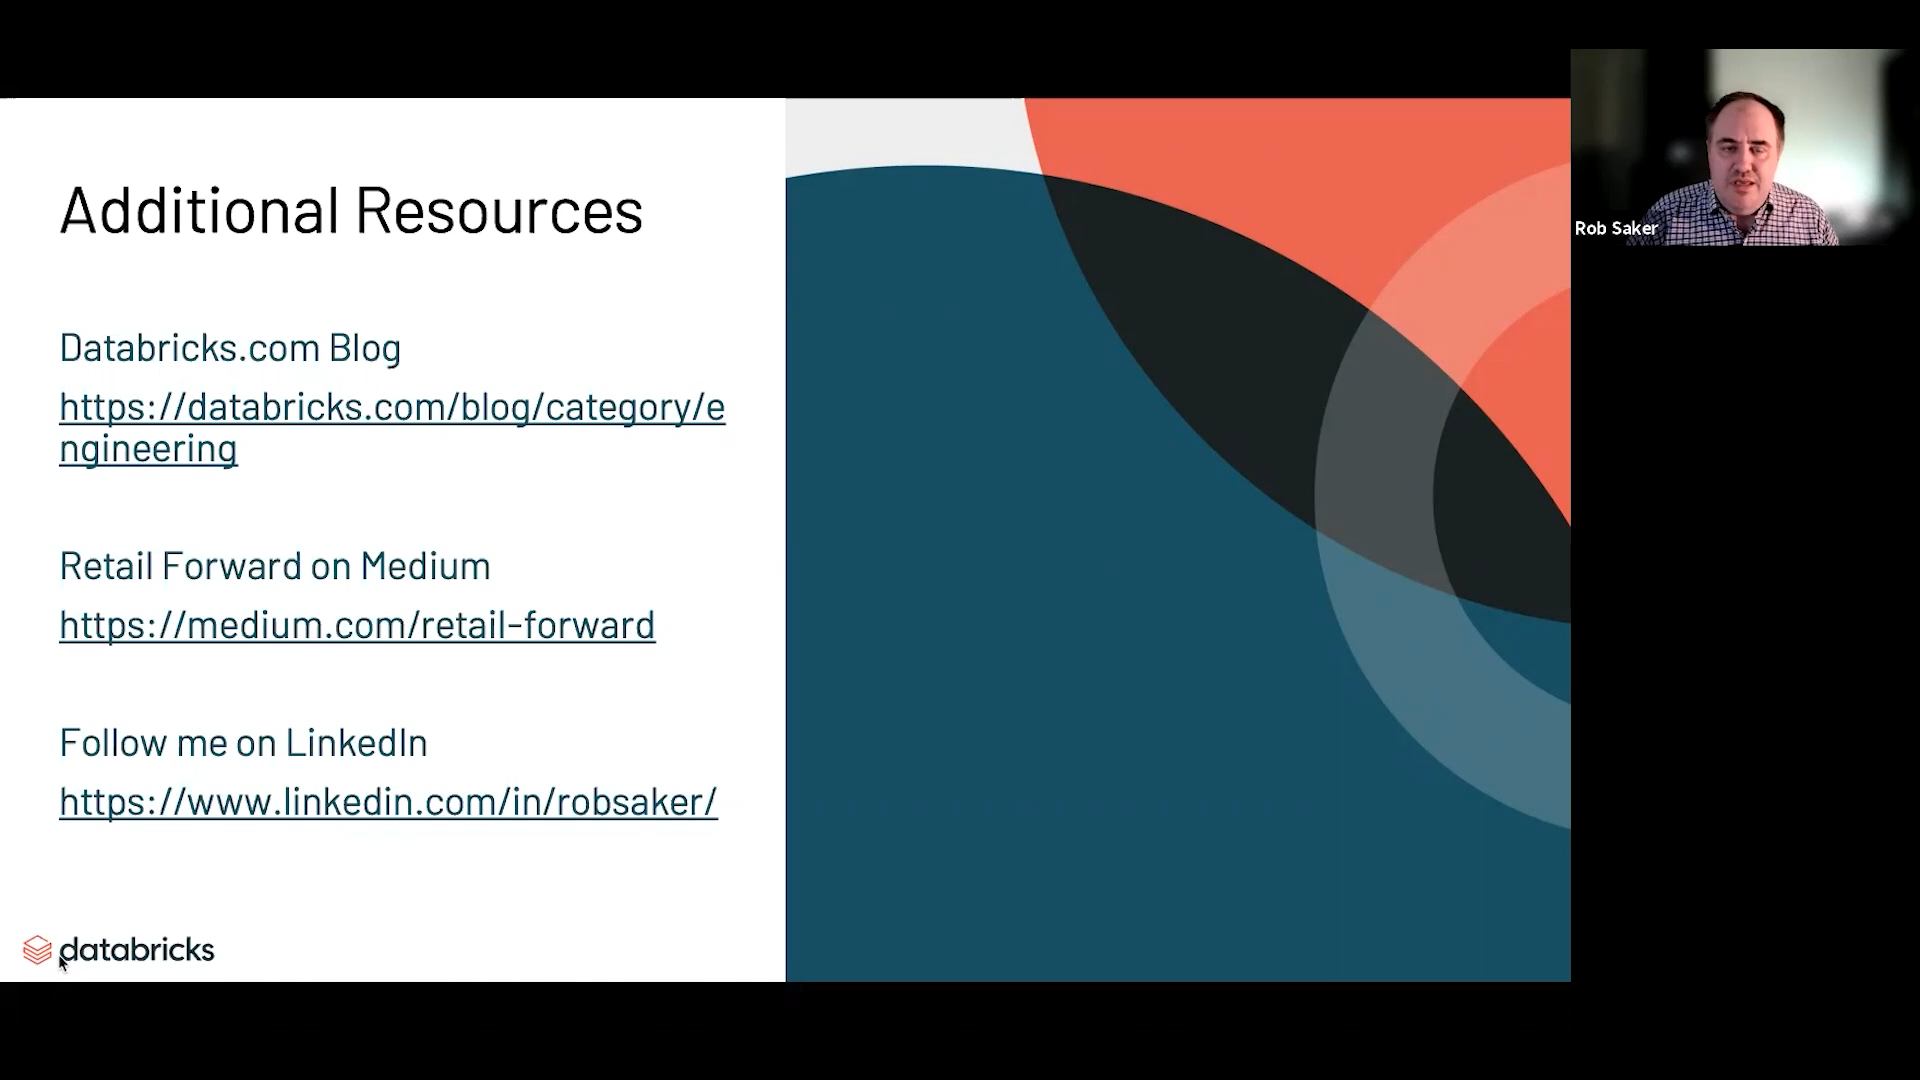 Additional Resources
Databricks.com Blog
https://databricks.com/blog/category/e
ngineering
Retail Forward on Medium
https://medium.com/retail-forward
Follow me on LinkedIn
https://www.linkedin.com/in/robsaker/
databricks
Rob Saker